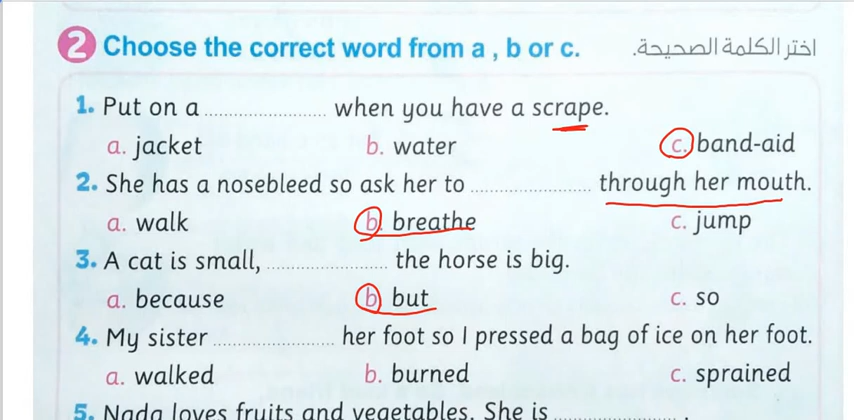 2 Choose the correct word from a , b or c. اختر الكلمة الصحيحة.
1. Put on a .................... when you have a scrape.
a. jacket b. water c. band-aid
2. She has a nosebleed so ask her to .................... through her mouth.
a. walk b. breathe c. jump
3. A cat is small, .................... the horse is big.
a. because b. but c. so
4. My sister .................... her foot so I pressed a bag of ice on her foot.
a. walked b. burned c. sprained
5. Nada loves fruits and vegetables. She is .................... .